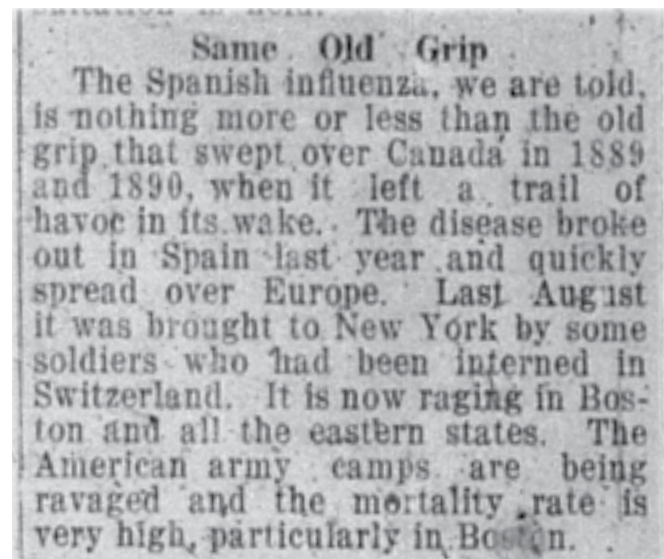 Same Old Grip
The Spanish influenza, we are told,
is nothing more or less than the old
grip that swept over Canada in 1889
and 1890, when it left a trail of
havoc in its wake. The disease broke
out in Spain last year and quickly
spread over Europe. Last August
it was brought to New York by some
soldiers who had been interned in
Switzerland. It is now raging in Bos-
ton and all the eastern states. The
American army camps are being
ravaged and the mortality rate is
very high, particularly in Boston.